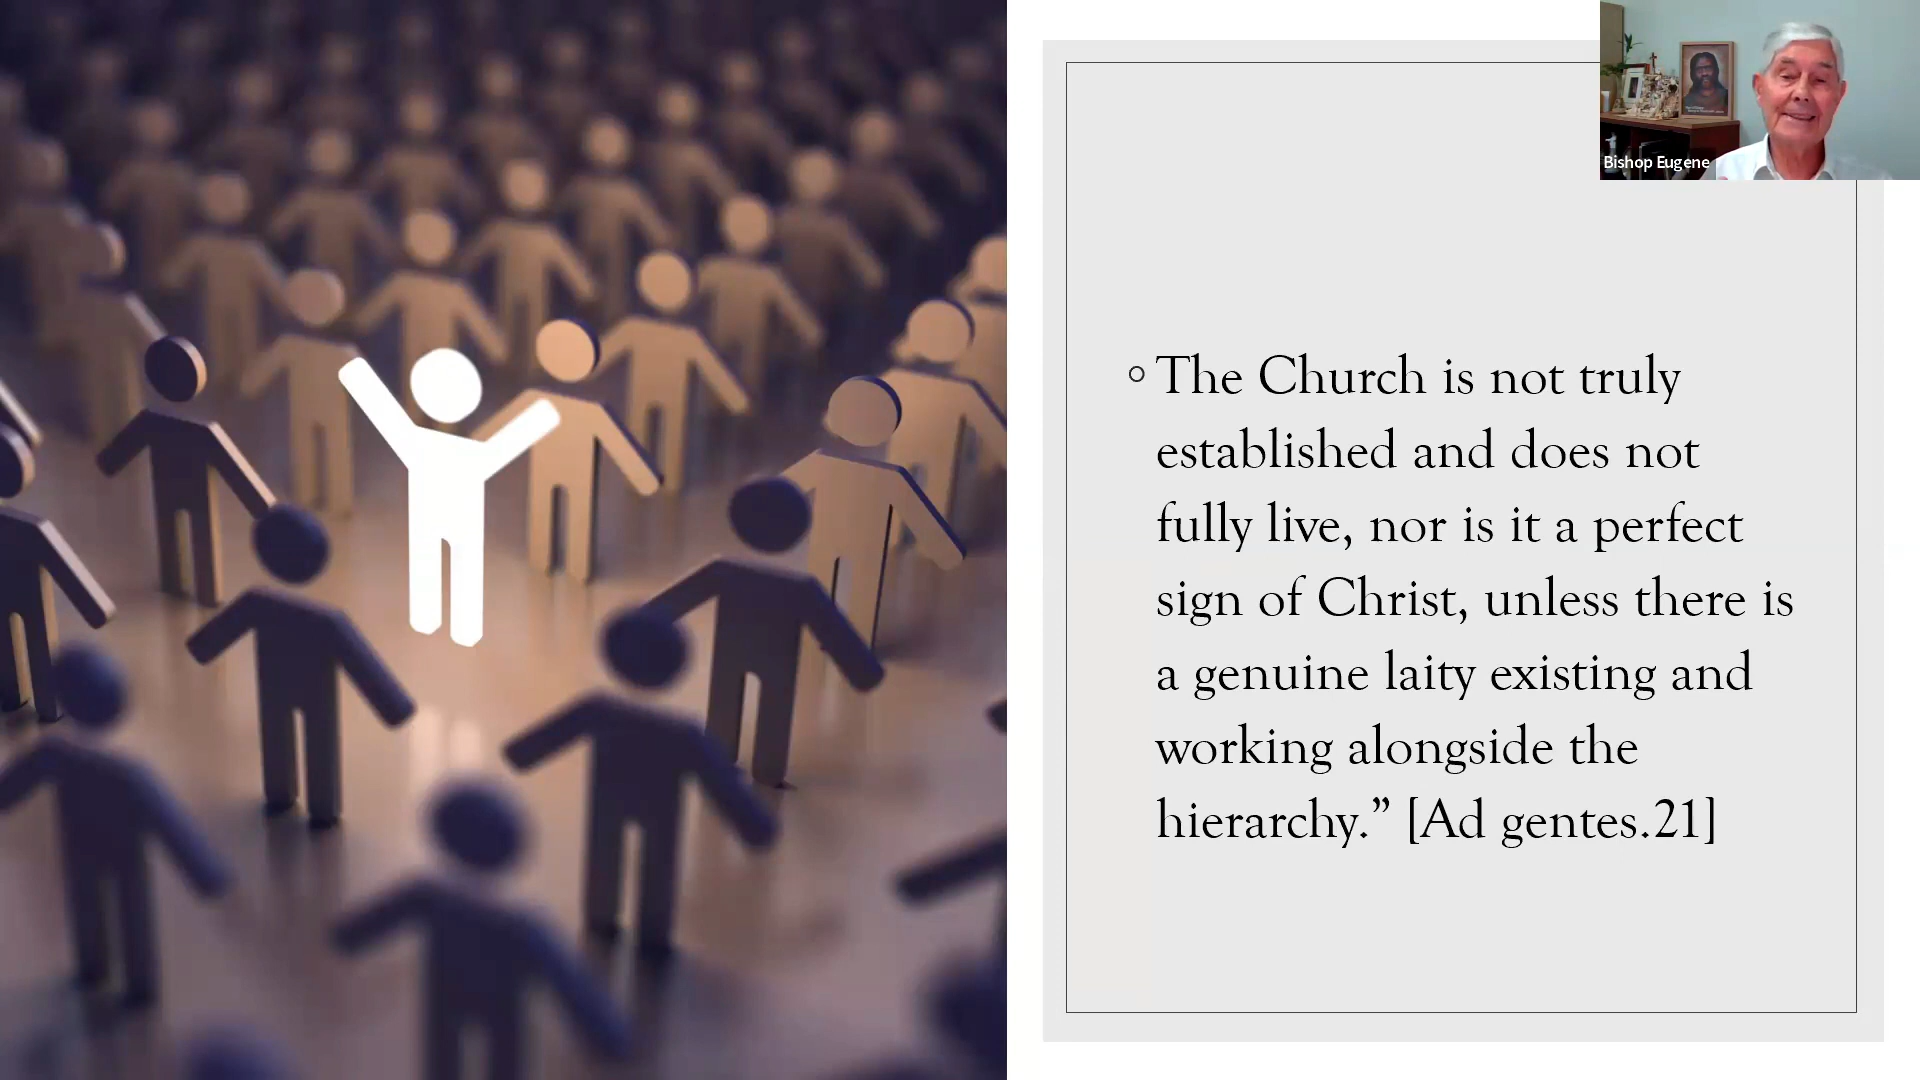 Bishop Eugene
The Church is not truly
established and does not
fully live, nor is it a perfect
sign of Christ, unless there is
a genuine laity existing and
working alongside the
hierarchy.” [Ad gentes.21]